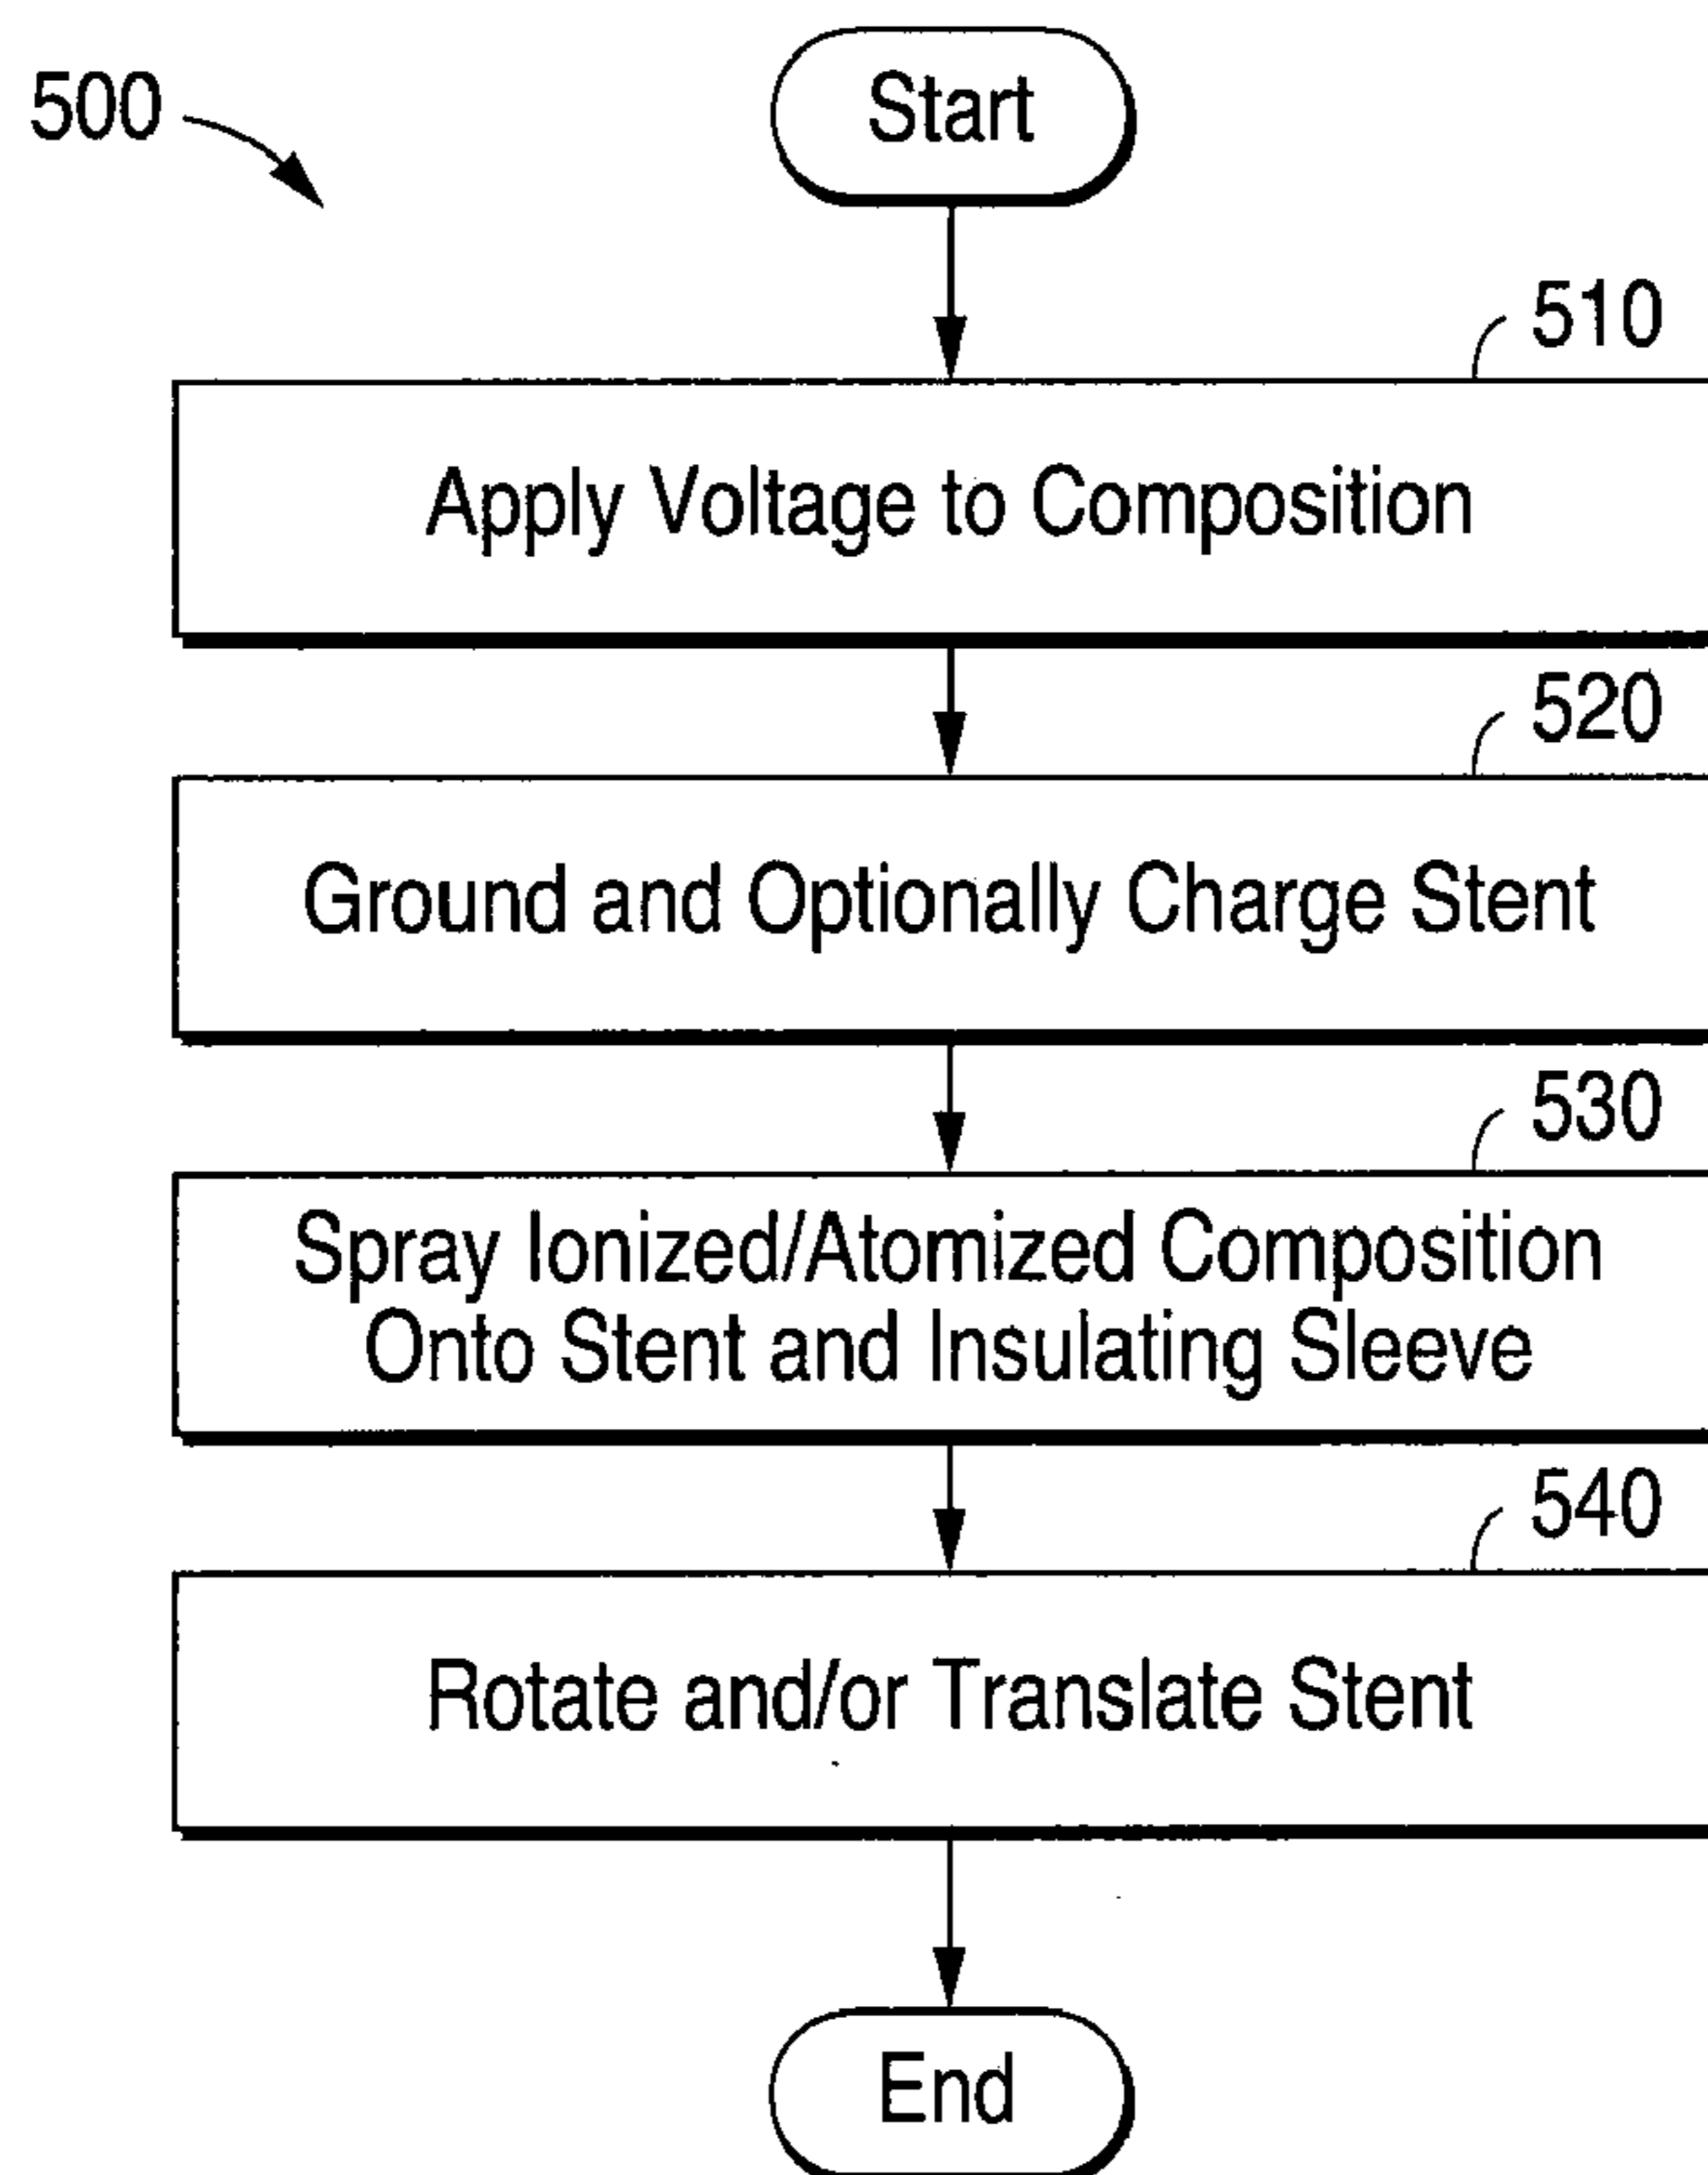 500
Start
510
Apply Voltage to Composition
520
Ground and Optionally Charge Stent
530
Spray Ionized/Atomized Composition
Onto Stent and Insulating Sleeve
540
Rotate and/or Translate Stent
End